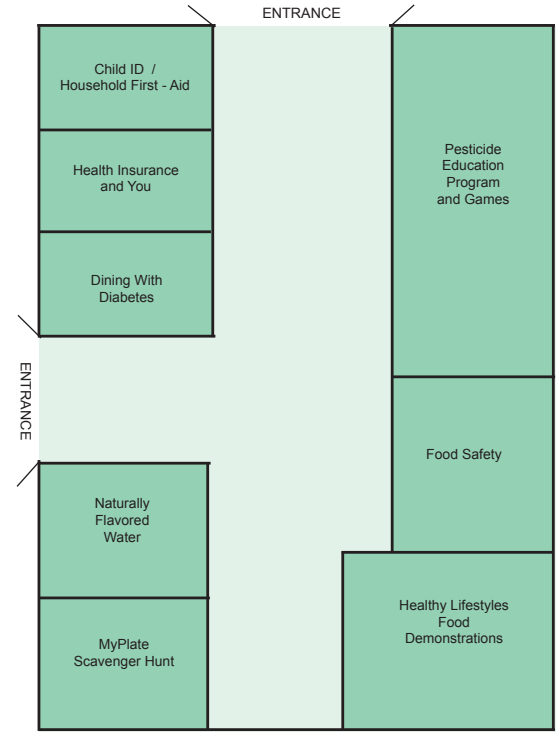 ENTRANCE
Child ID /
Household First - Aid
Health Insurance
and You
Dining With
Diabetes
ENTRANCE
Naturally
Flavored
Water
MyPlate
Scavenger Hunt
Pesticide
Education
Program
and Games
Food Safety
Healthy Lifestyles
Food
Demonstrations